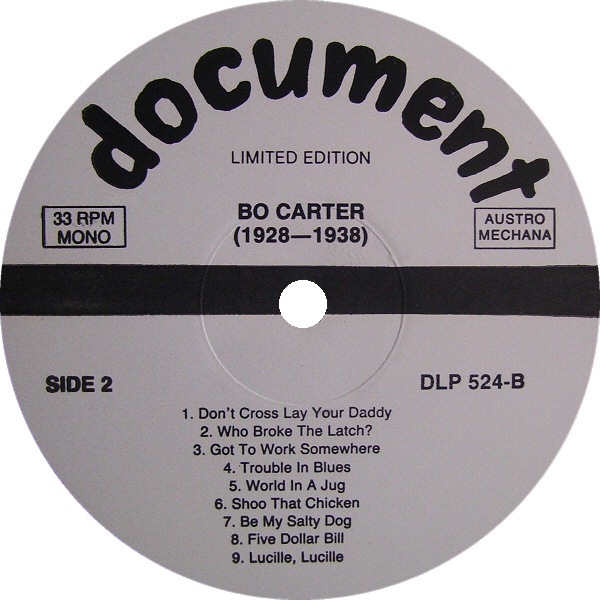 document
LIMITED EDITION
33 RPM
MONO
BO CARTER
(1928—1938)
AUSTRO
MECHANA
SIDE 2
DLP 524-B
1. Don't Cross Lay Your Daddy
2. Who Broke The Latch?
3. Got To Work Somewhere
4. Trouble In Blues
5. World In A Jug
6. Shoo That Chicken
7. Be My Salty Dog
8. Five Dollar Bill
9. Lucille, Lucille